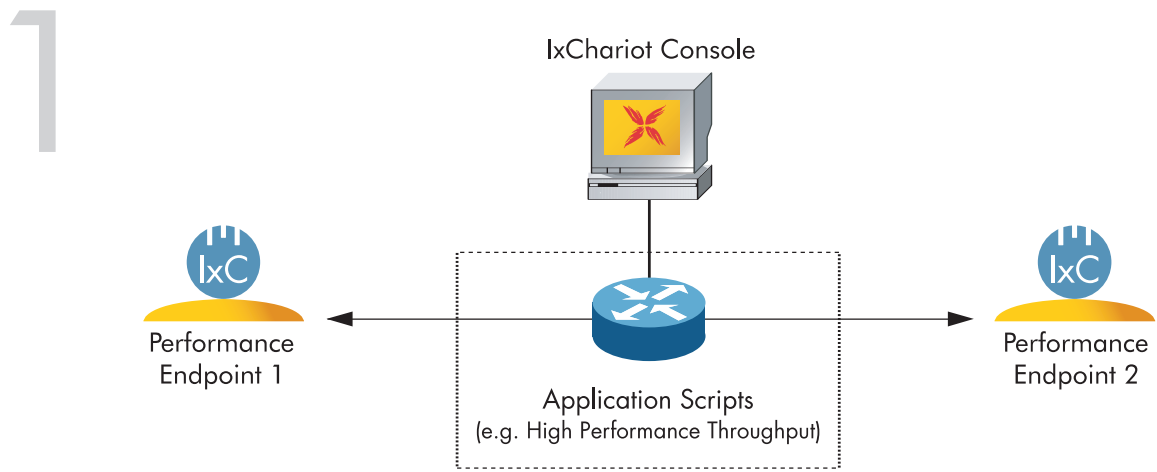 1
IxChariot Console
IxC
IxC
Performance
Endpoint 1
Performance
Endpoint 2
Application Scripts
(e.g. High Performance Throughput)